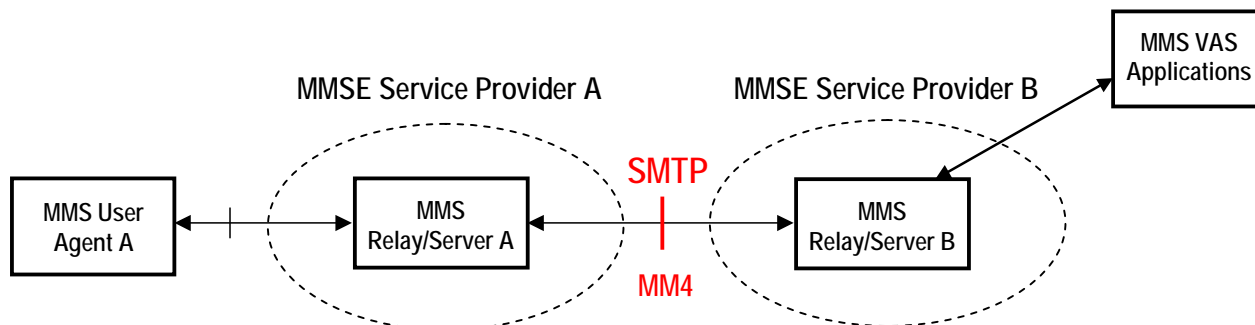 MMS VAS
Applications
MMSE Service Provider A
MMSE Service Provider B
SMTP
MMS User
Agent A
MMS
Relay/Server A
MMS
Relay/Server B
MM4